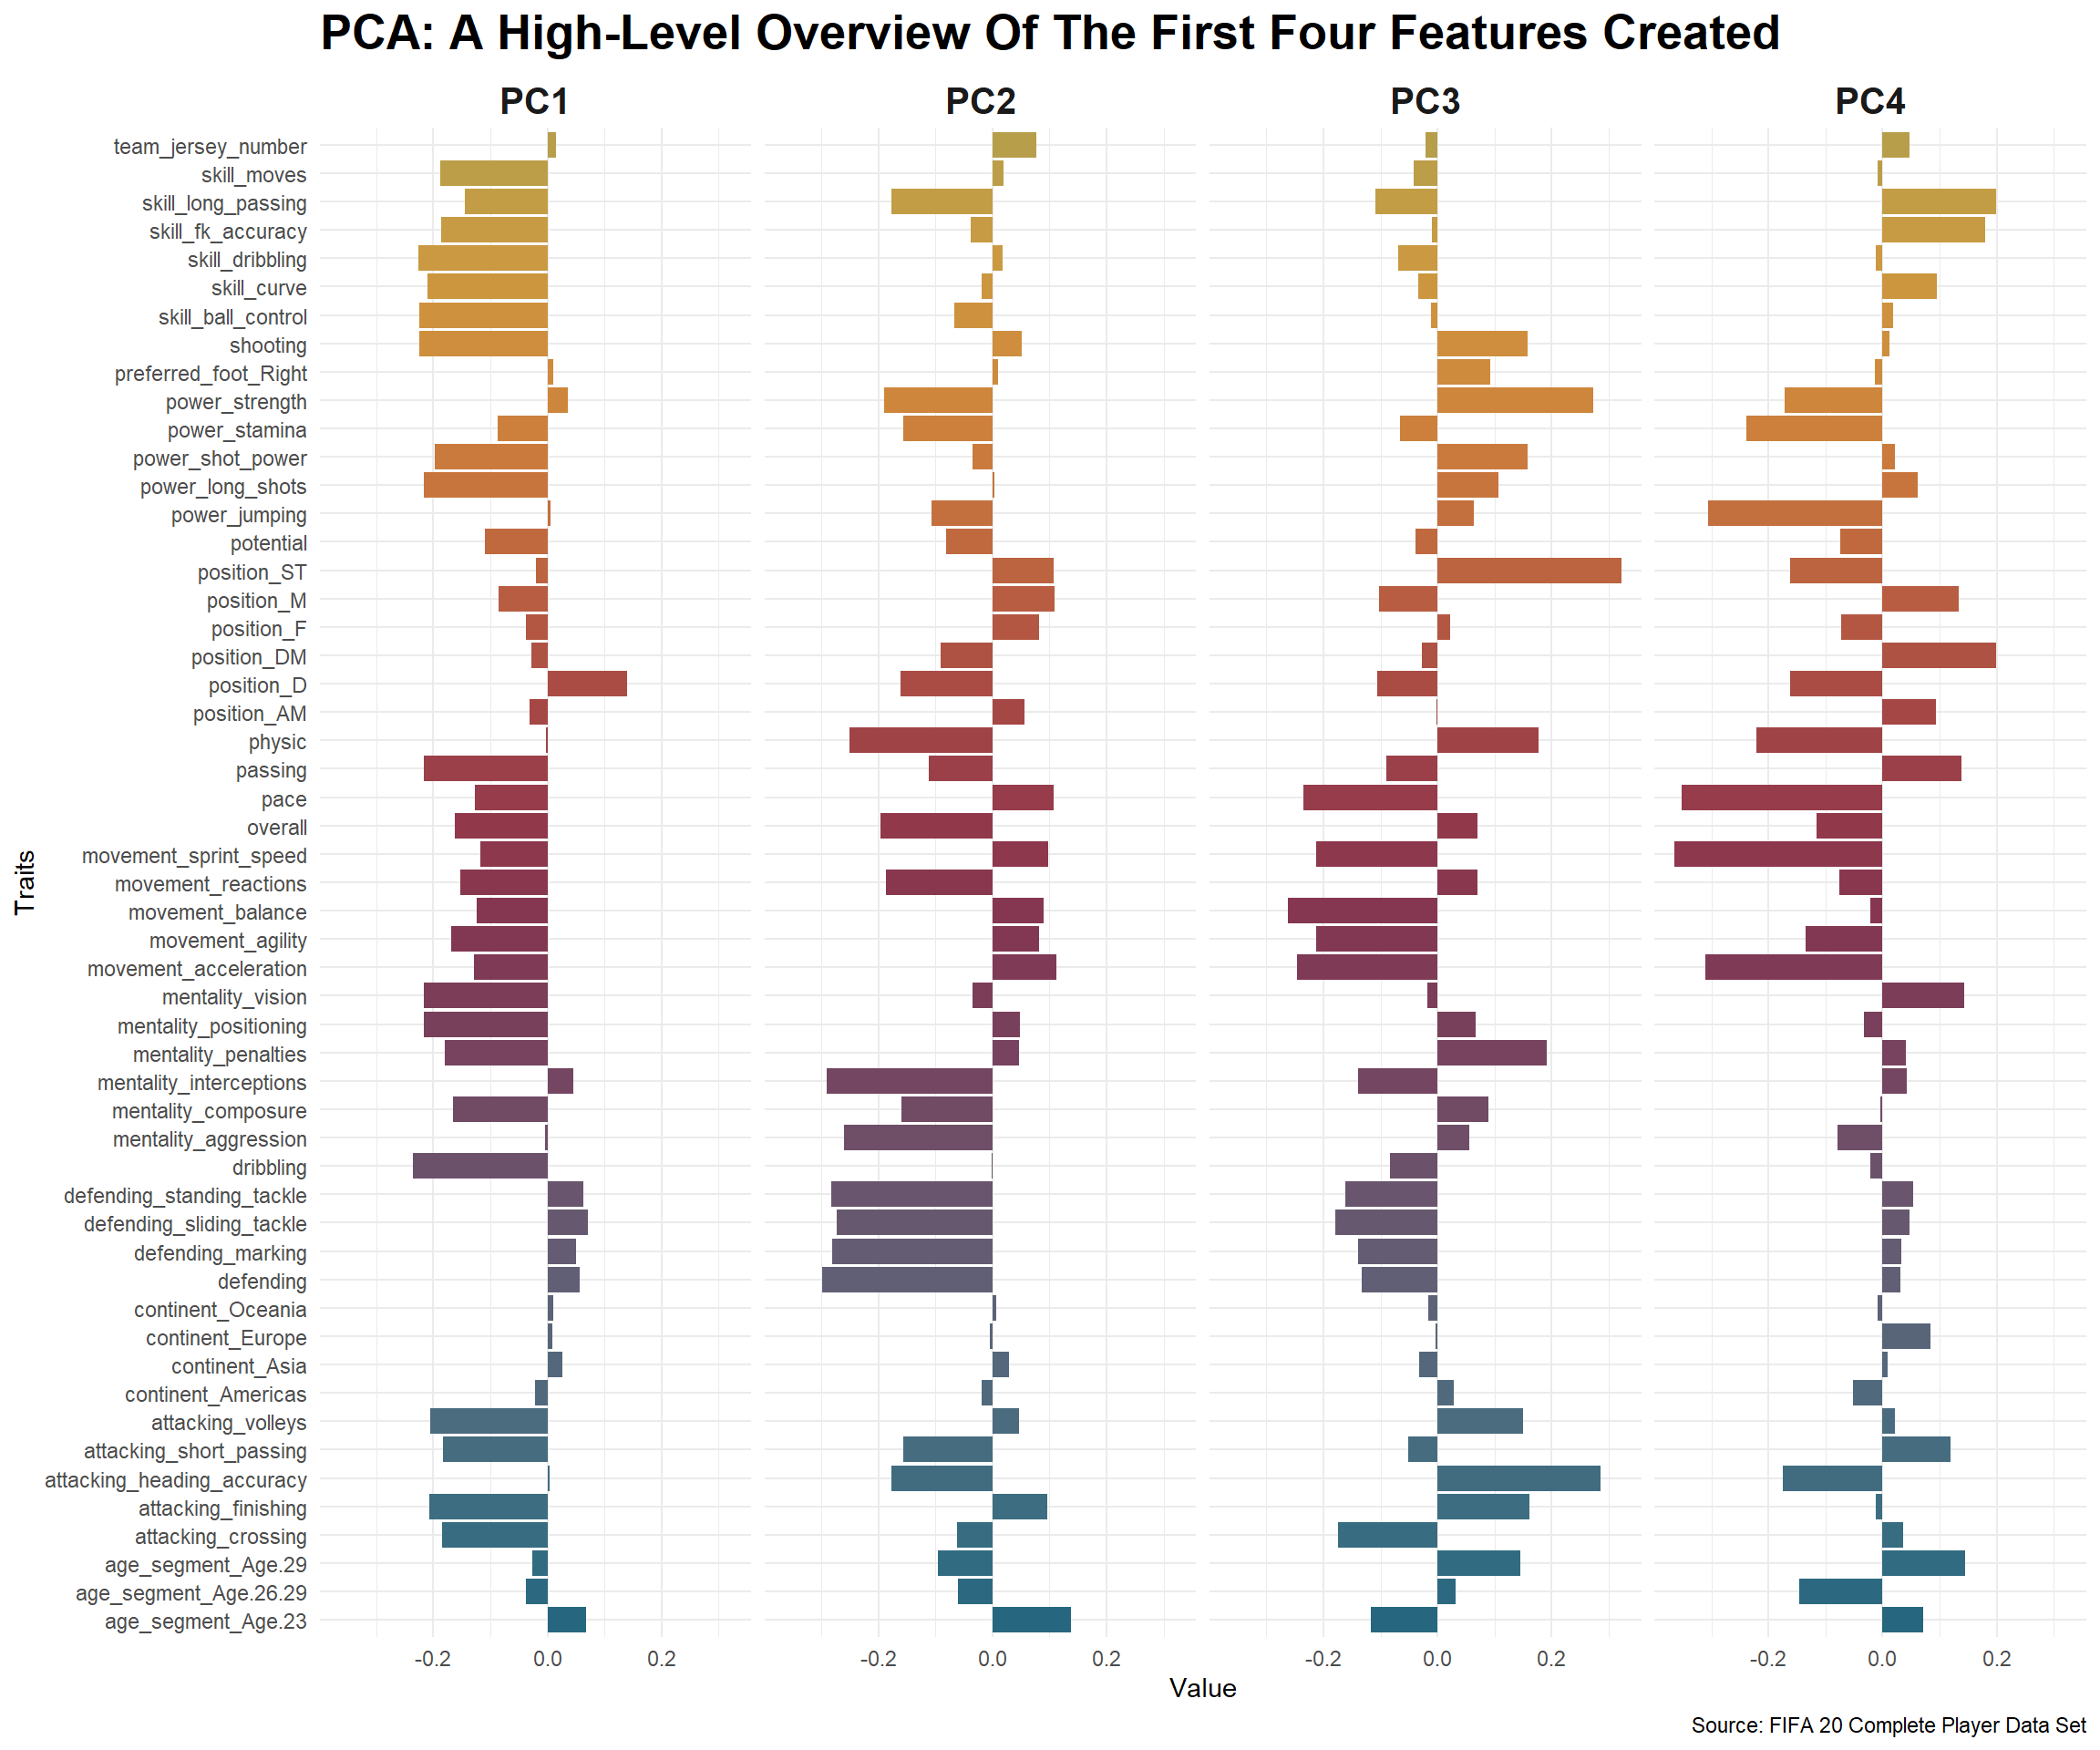 PCA: A High-Level Overview Of The First Four Features Created
PC1 PC2 PC3 PC4
team_jersey_number
skill_moves
skill_long_passing
skill_fk_accuracy
skill_dribbling
skill_curve
skill_ball_control
shooting
preferred_foot_Right
power_strength
power_stamina
power_shot_power
power_long_shots
power_jumping
potential
position_ST
position_M
position_F
position_DM
position_D
position_AM
physic
passing
pace
overall
movement_sprint_speed
movement_reactions
movement_balance
movement_agility
movement_acceleration
mentality_vision
mentality_positioning
mentality_penalties
mentality_interceptions
mentality_composure
mentality_aggression
dribbling
defending_standing_tackle
defending_sliding_tackle
defending_marking
defending
continent_Oceania
continent_Europe
continent_Asia
continent_Americas
attacking_volleys
attacking_short_passing
attacking_heading_accuracy
attacking_finishing
attacking_crossing
age_segment_Age.29
age_segment_Age.26.29
age_segment_Age.23
Traits
-0.2 0.0 0.2 -0.2 0.0 0.2 -0.2 0.0 0.2 -0.2 0.0 0.2
Value
Source: FIFA 20 Complete Player Data Set